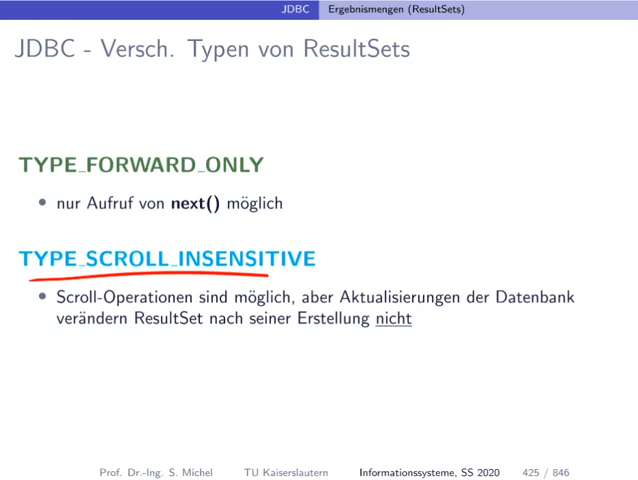 JDBC Ergebnismengen (ResultSets)
JDBC - Versch. Typen von ResultSets
TYPE_FORWARD_ONLY
• nur Aufruf von next() möglich
TYPE_SCROLL_INSENSITIVE
• Scroll-Operationen sind möglich, aber Aktualisierungen der Datenbank
verändern ResultSet nach seiner Erstellung nicht
Prof. Dr.-Ing. S. Michel TU Kaiserslautern Informationssysteme, SS 2020 425 / 846